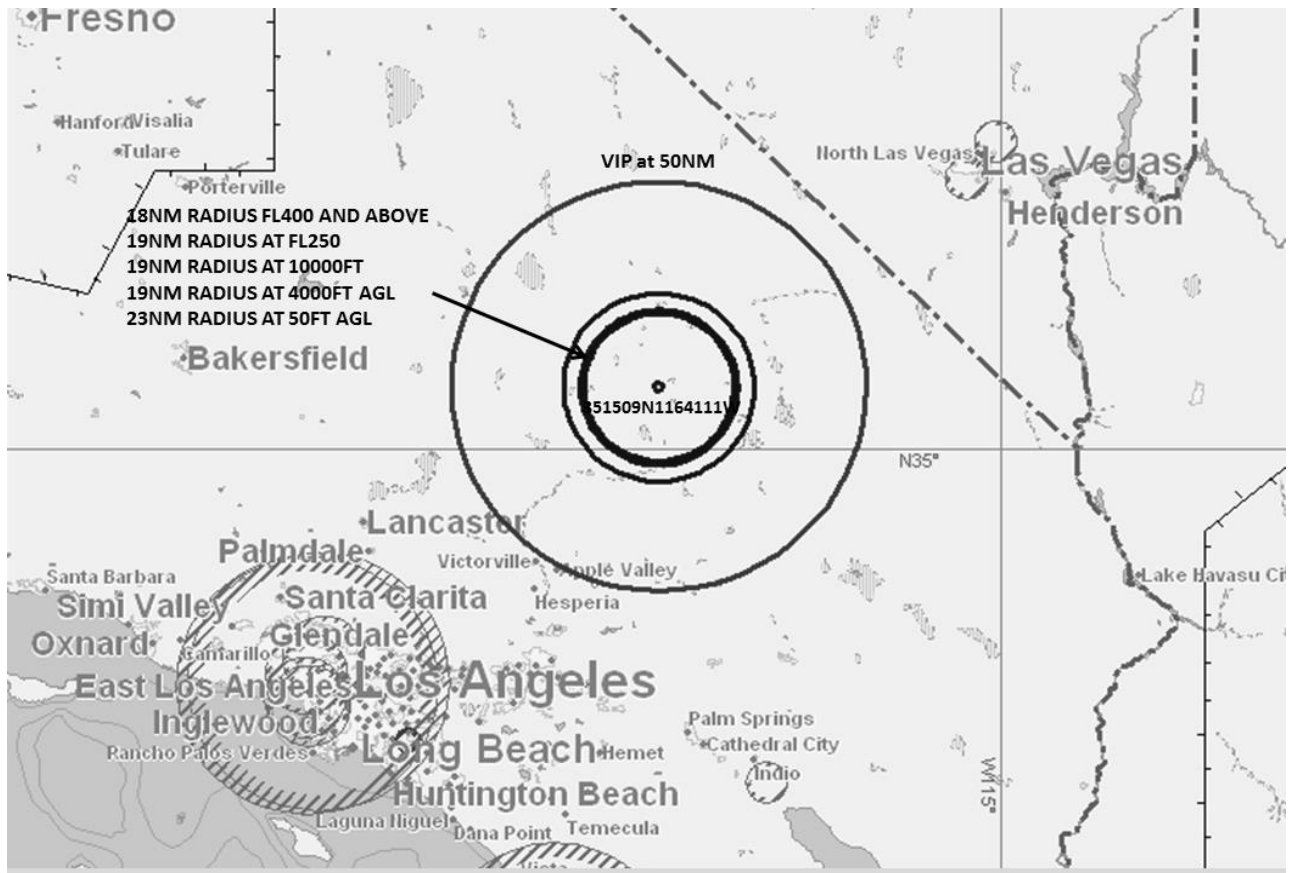 Fresno
Hanford
Visalia
Tulare
Porterville
VIP at 50NM
North Las Vegas
Las Vegas
Henderson
18NM RADIUS FL400 AND ABOVE
19NM RADIUS AT FL250
19NM RADIUS AT 10000FT
19NM RADIUS AT 4000FT AGL
23NM RADIUS AT 50FT AGL
Bakersfield
351509N1164111W
N35°
Lancaster
Palmdale
Victorville
Apple Valley
Hesperia
Santa Barbara
Simi Valley
Santa Clarita
Lake Havasu Cit
Oxnard
Camarillo
Glendale
East Los Angeles
Los Angeles
Inglewood
Rancho Palos Verdes
Long Beach
Hemet
Palm Springs
Cathedral City
Indio
W115°
Huntington Beach
Laguna Niguel
Dana Point
Temecula
Vista